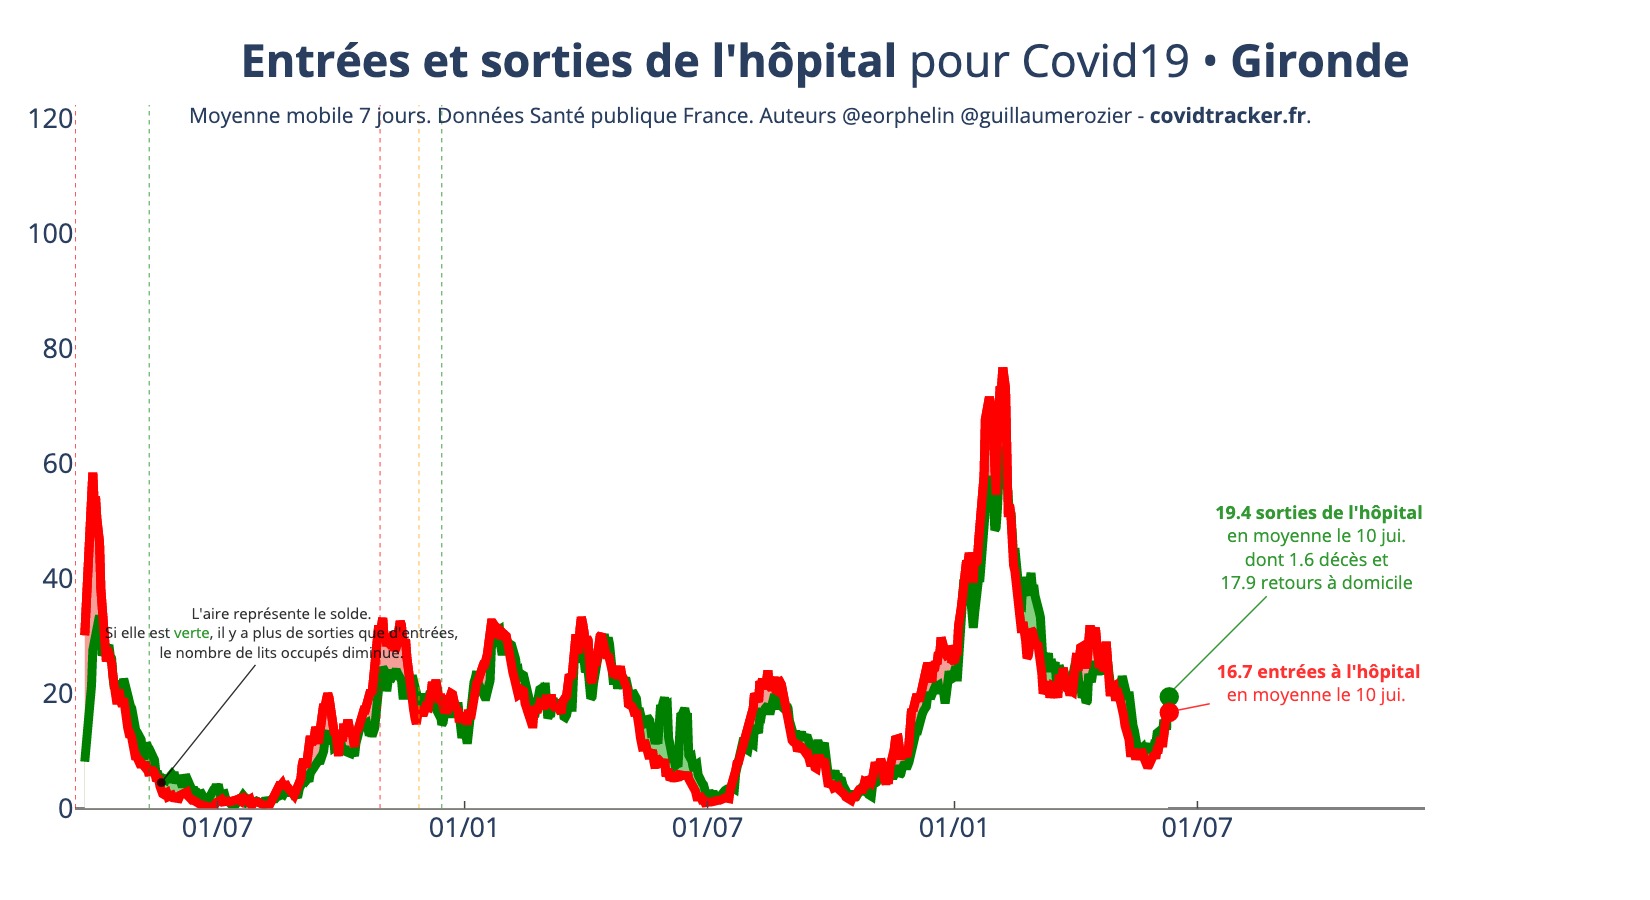 Entrées et sorties de l'hôpital pour Covid19 • Gironde
Moyenne mobile 7 jours. Données Santé publique France. Auteurs @eorphelin @guillaumerozier - covidtracker.fr.
120
100
80
60
40
20
0
L'aire représente le solde.
Si elle est verte, il y a plus de sorties que d'entrées,
le nombre de lits occupés diminue.
19.4 sorties de l'hôpital
en moyenne le 10 jui.
dont 1.6 décès et
17.9 retours à domicile
16.7 entrées à l'hôpital
en moyenne le 10 jui.
01/07
01/01
01/07
01/01
01/07